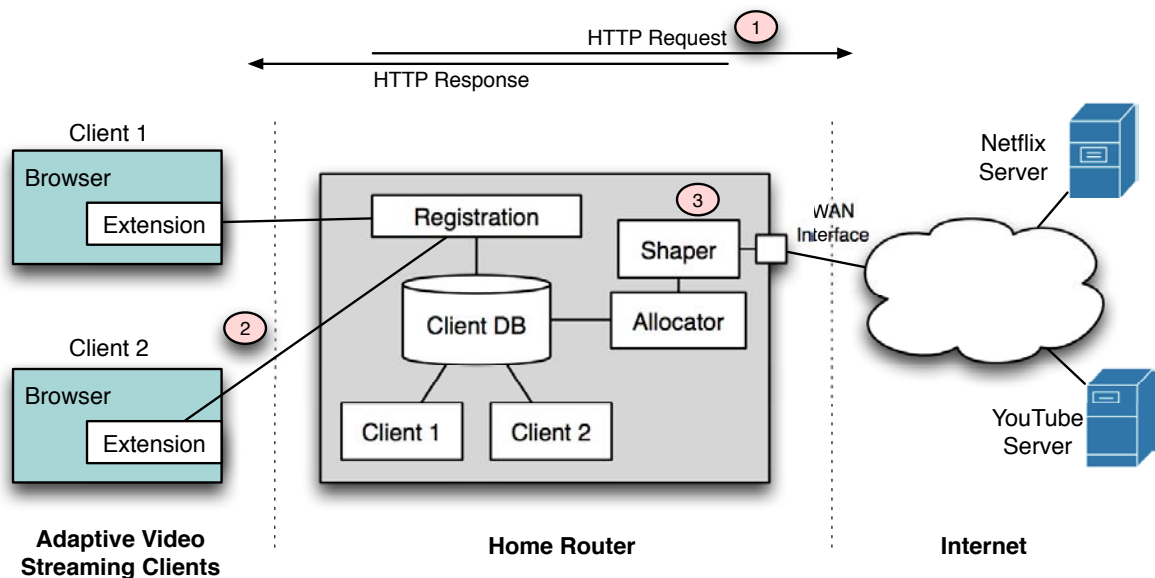 HTTP Request
1
HTTP Response
Client 1
Browser
Extension
Client 2
Browser
Extension
2
Registration
Client DB
Client 1
Client 2
3
Shaper
Allocator
WAN
Interface
Netflix
Server
YouTube
Server
Adaptive Video
Streaming Clients
Home Router
Internet